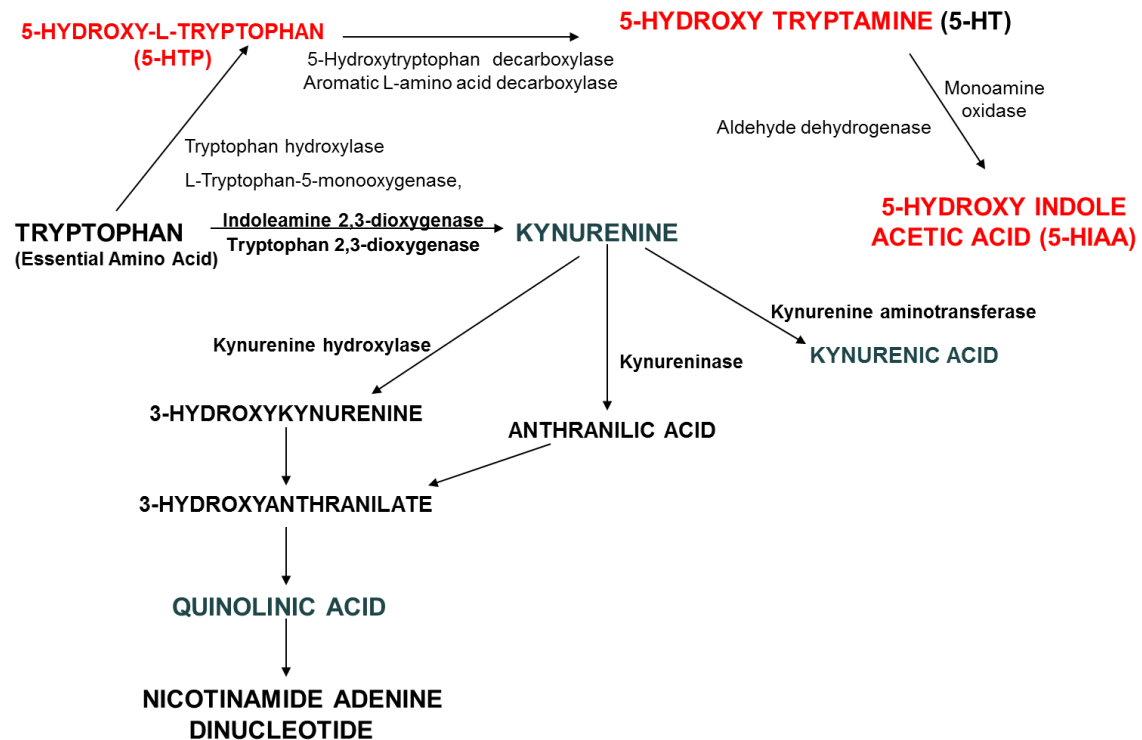 5-HYDROXY-L-TRYPTOPHAN
(5-HTP)
5-Hydroxytryptophan decarboxylase
Aromatic L-amino acid decarboxylase
5-HYDROXY TRYPTAMINE (5-HT)
Monoamine
oxidase
Aldehyde dehydrogenase
Tryptophan hydroxylase
L-Tryptophan-5-monooxygenase,
5-HYDROXY INDOLE
ACETIC ACID (5-HIAA)
TRYPTOPHAN
(Essential Amino Acid)
Indoleamine 2,3-dioxygenase
Tryptophan 2,3-dioxygenase
KYNURENINE
Kynurenine aminotransferase
KYNURENIC ACID
Kynurenine hydroxylase
Kynureninase
3-HYDROXYKYNURENINE
ANTHRANILIC ACID
3-HYDROXYANTHRANILATE
QUINOLINIC ACID
NICOTINAMIDE ADENINE
DINUCLEOTIDE